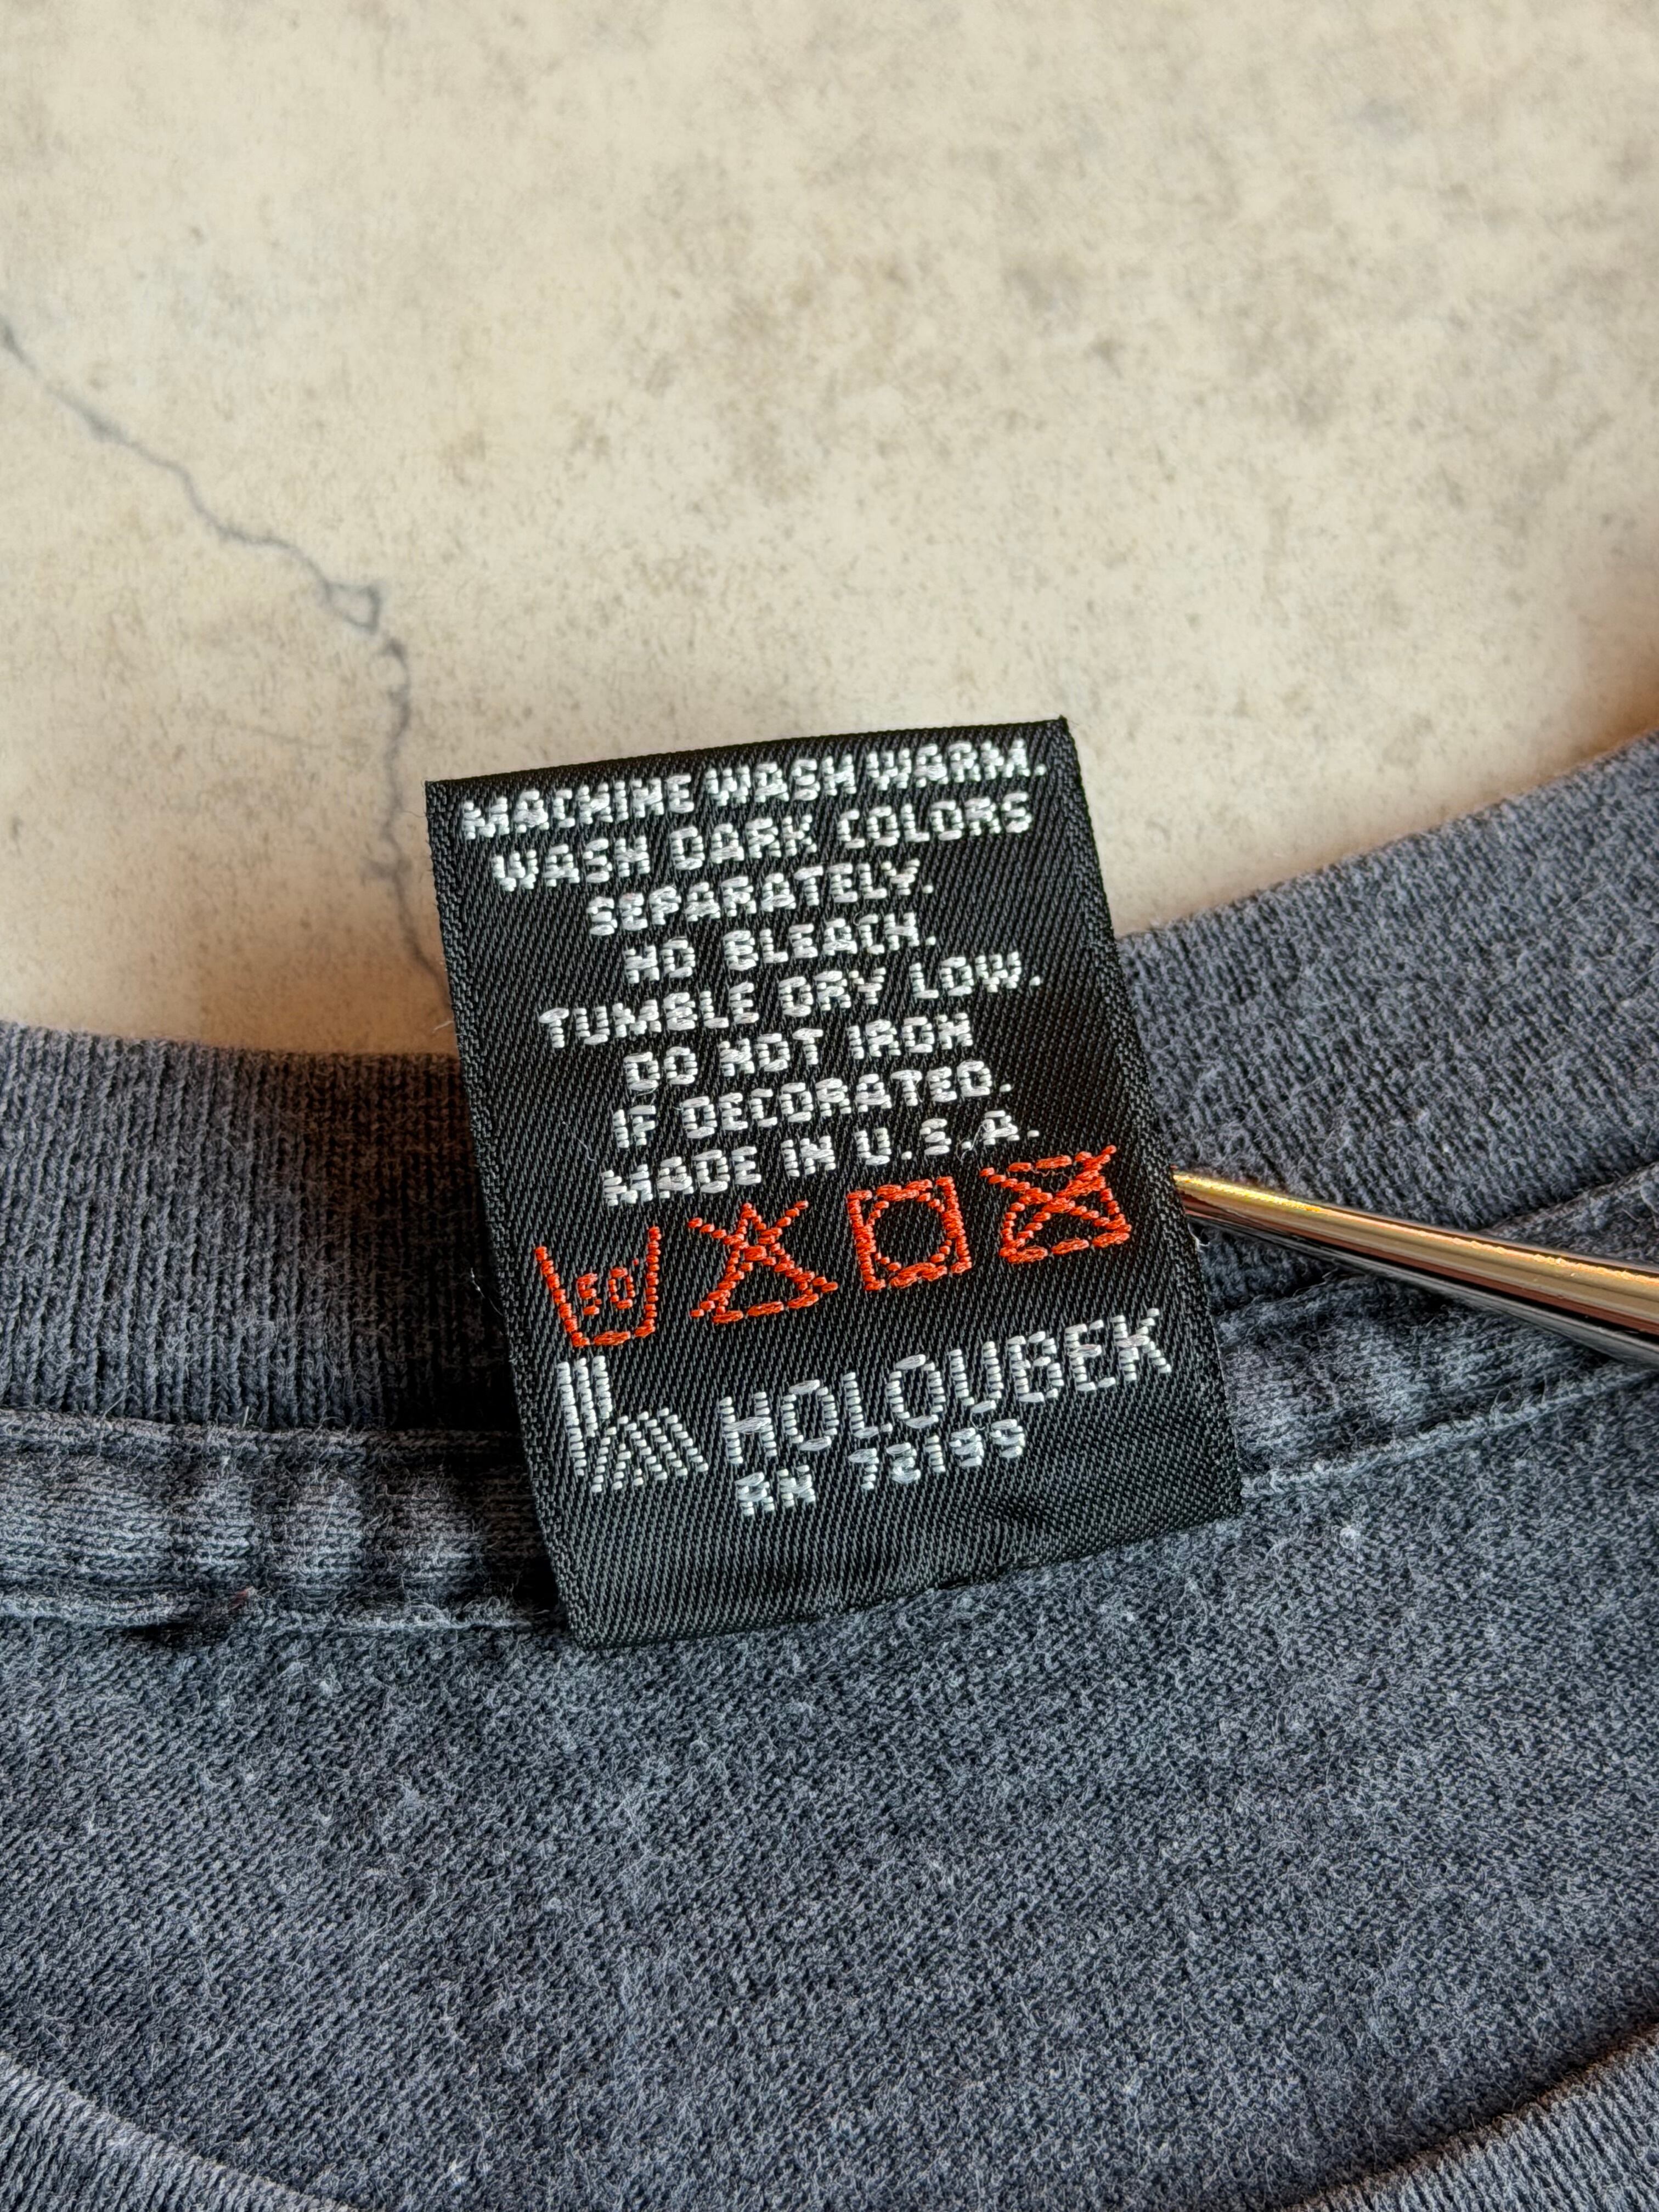 MACHINE WASH WARM.
WASH DARK COLORS
SEPARATELY.
NO BLEACH.
TUMBLE DRY LOW.
DO NOT IRON
IF DECORATED.
MADE IN U.S.A.
50°
HOLOUBEK
RN 72199